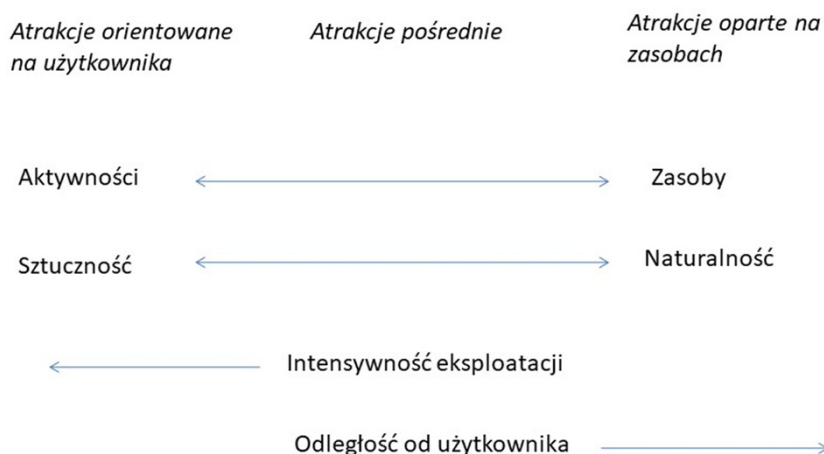 Atrakcje orientowane
na użytkownika
Atrakcje pośrednie
Atrakcje oparte na
zasobach
Aktywności
Zasoby
Sztuczność
Naturalność
Intensywność eksploatacji
Odległość od użytkownika